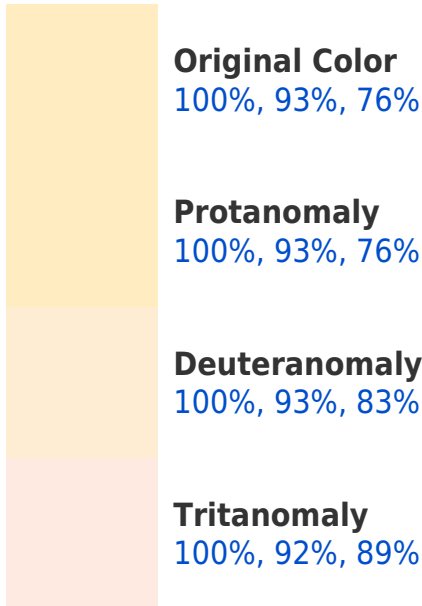 Original Color
100%, 93%, 76%
Protanomaly
100%, 93%, 76%
Deuteranomaly
100%, 93%, 83%
Tritanomaly
100%, 92%, 89%